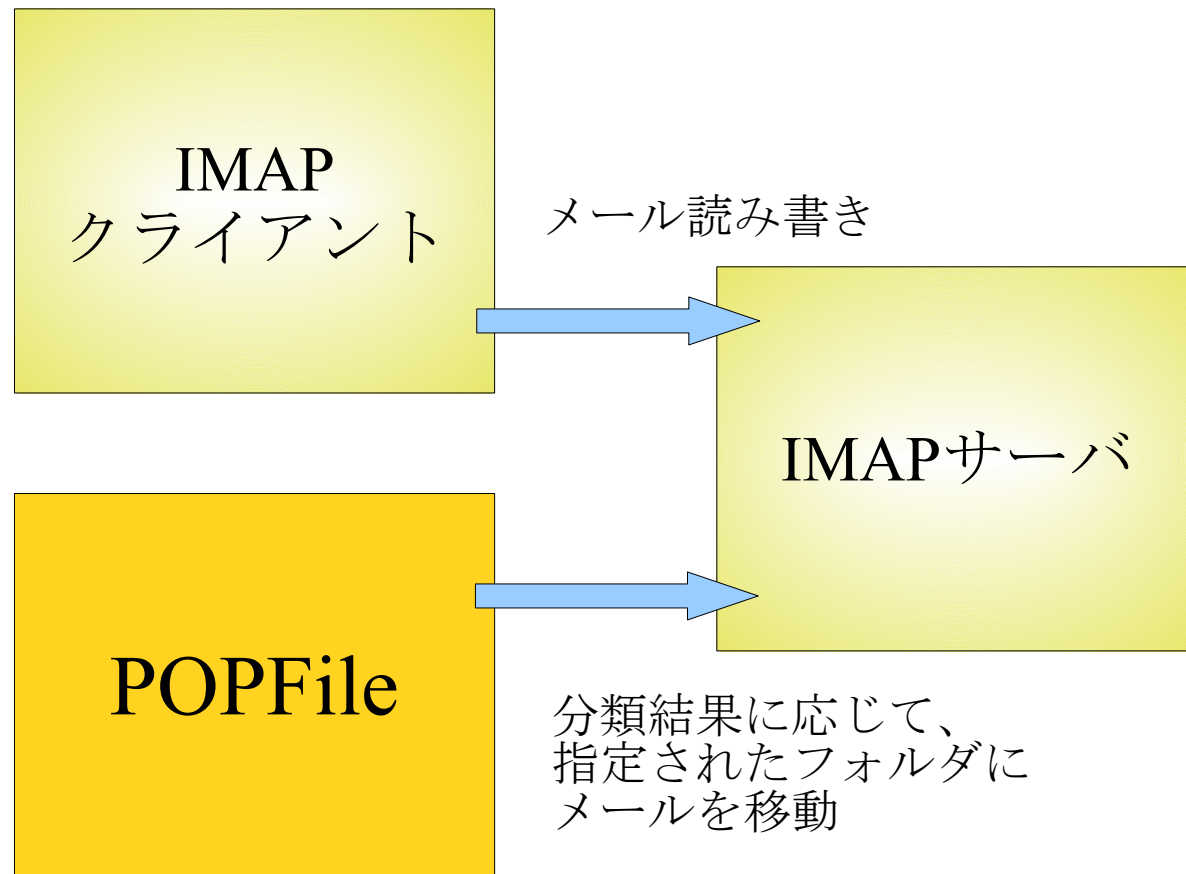 IMAP
クライアント
メール読み書き
IMAPサーバ
POPFile
分類結果に応じて、
指定されたフォルダに
メールを移動